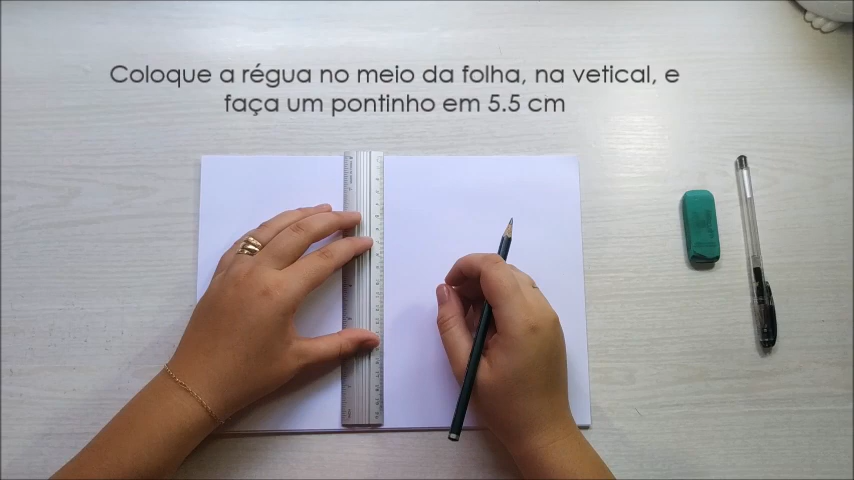 Coloque a régua no meio da folha, na vetical, e
faça um pontinho em 5.5 cm